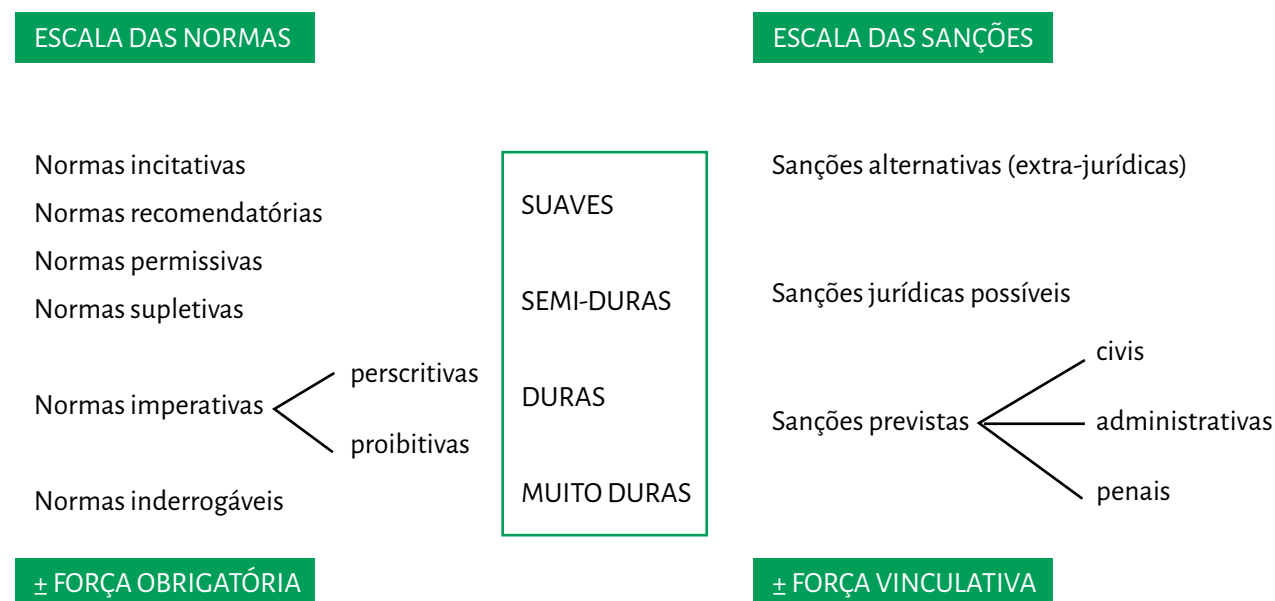 ESCALA DAS NORMAS
ESCALA DAS SANÇÕES
Normas incitativas
Normas recomendatórias
Normas permissivas
Normas supletivas
Normas imperativas
perscritivas
proibitivas
Normas inderrogáveis
± FORÇA OBRIGATÓRIA
SUAVES
SEMI-DURAS
DURAS
MUITO DURAS
Sanções alternativas (extra-jurídicas)
Sanções jurídicas possíveis
Sanções previstas
civis
administrativas
penais
± FORÇA VINCULATIVA